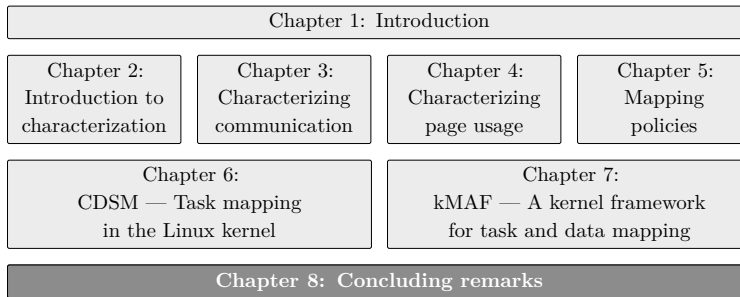 Chapter 1: Introduction
Chapter 2:
Introduction to
characterization
Chapter 3:
Characterizing
communication
Chapter 4:
Characterizing
page usage
Chapter 5:
Mapping
policies
Chapter 6:
CDSM — Task mapping
in the Linux kernel
Chapter 7:
kMAF — A kernel framework
for task and data mapping
Chapter 8: Concluding remarks